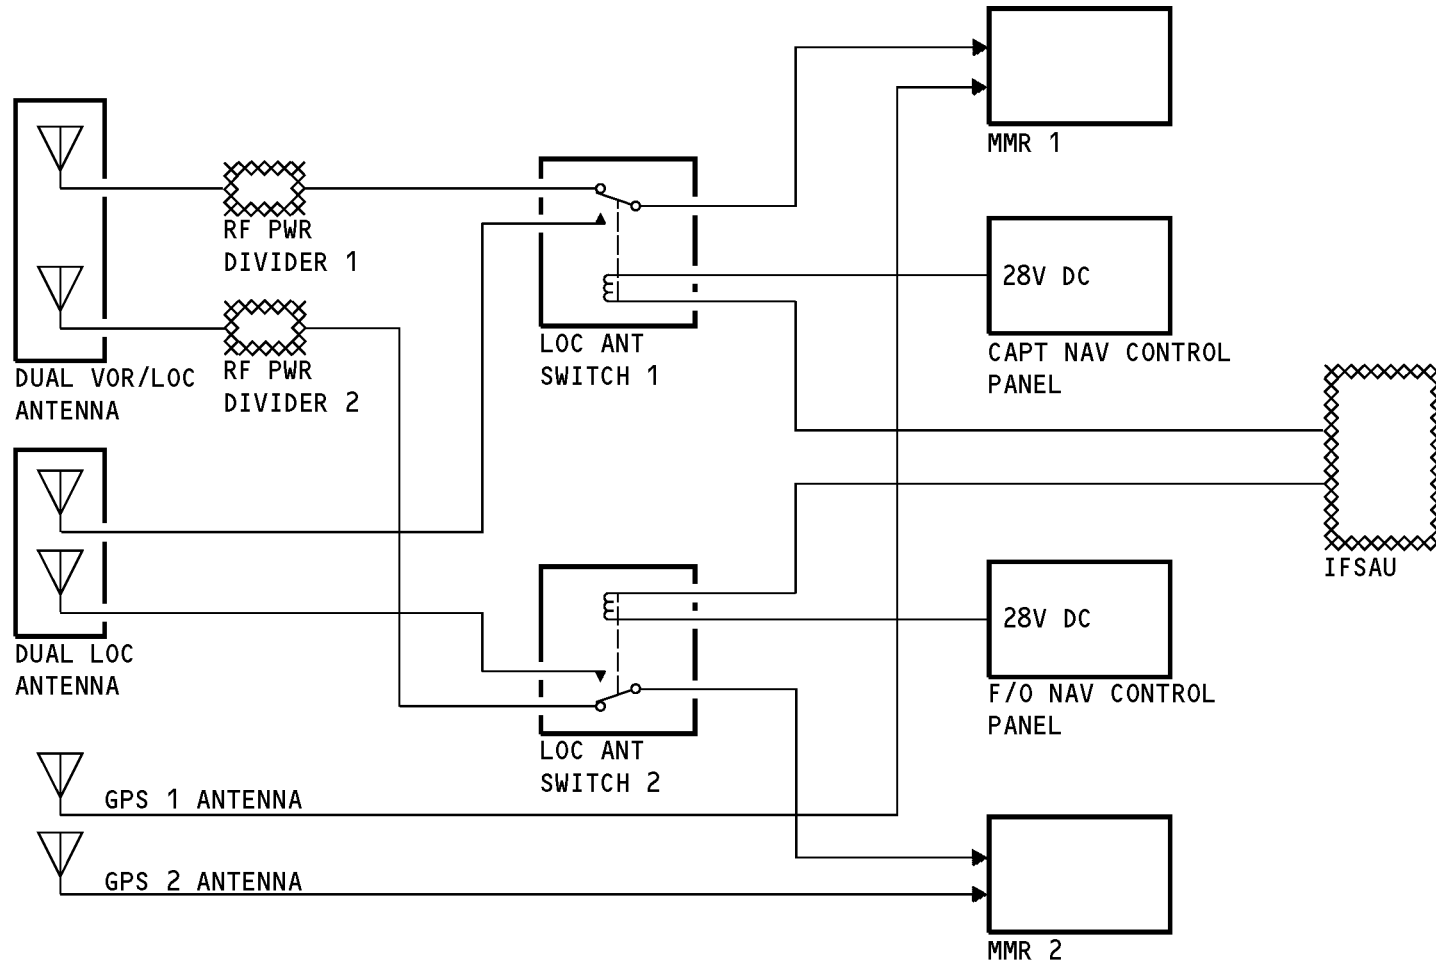 MMR 1
RF PWR
DIVIDER 1
28V DC
LOC ANT
SWITCH 1
CAPT NAV CONTROL
PANEL
DUAL VOR/LOC
ANTENNA
RF PWR
DIVIDER 2
IFSAU
28V DC
DUAL LOC
ANTENNA
F/O NAV CONTROL
PANEL
LOC ANT
SWITCH 2
GPS 1 ANTENNA
GPS 2 ANTENNA
MMR 2